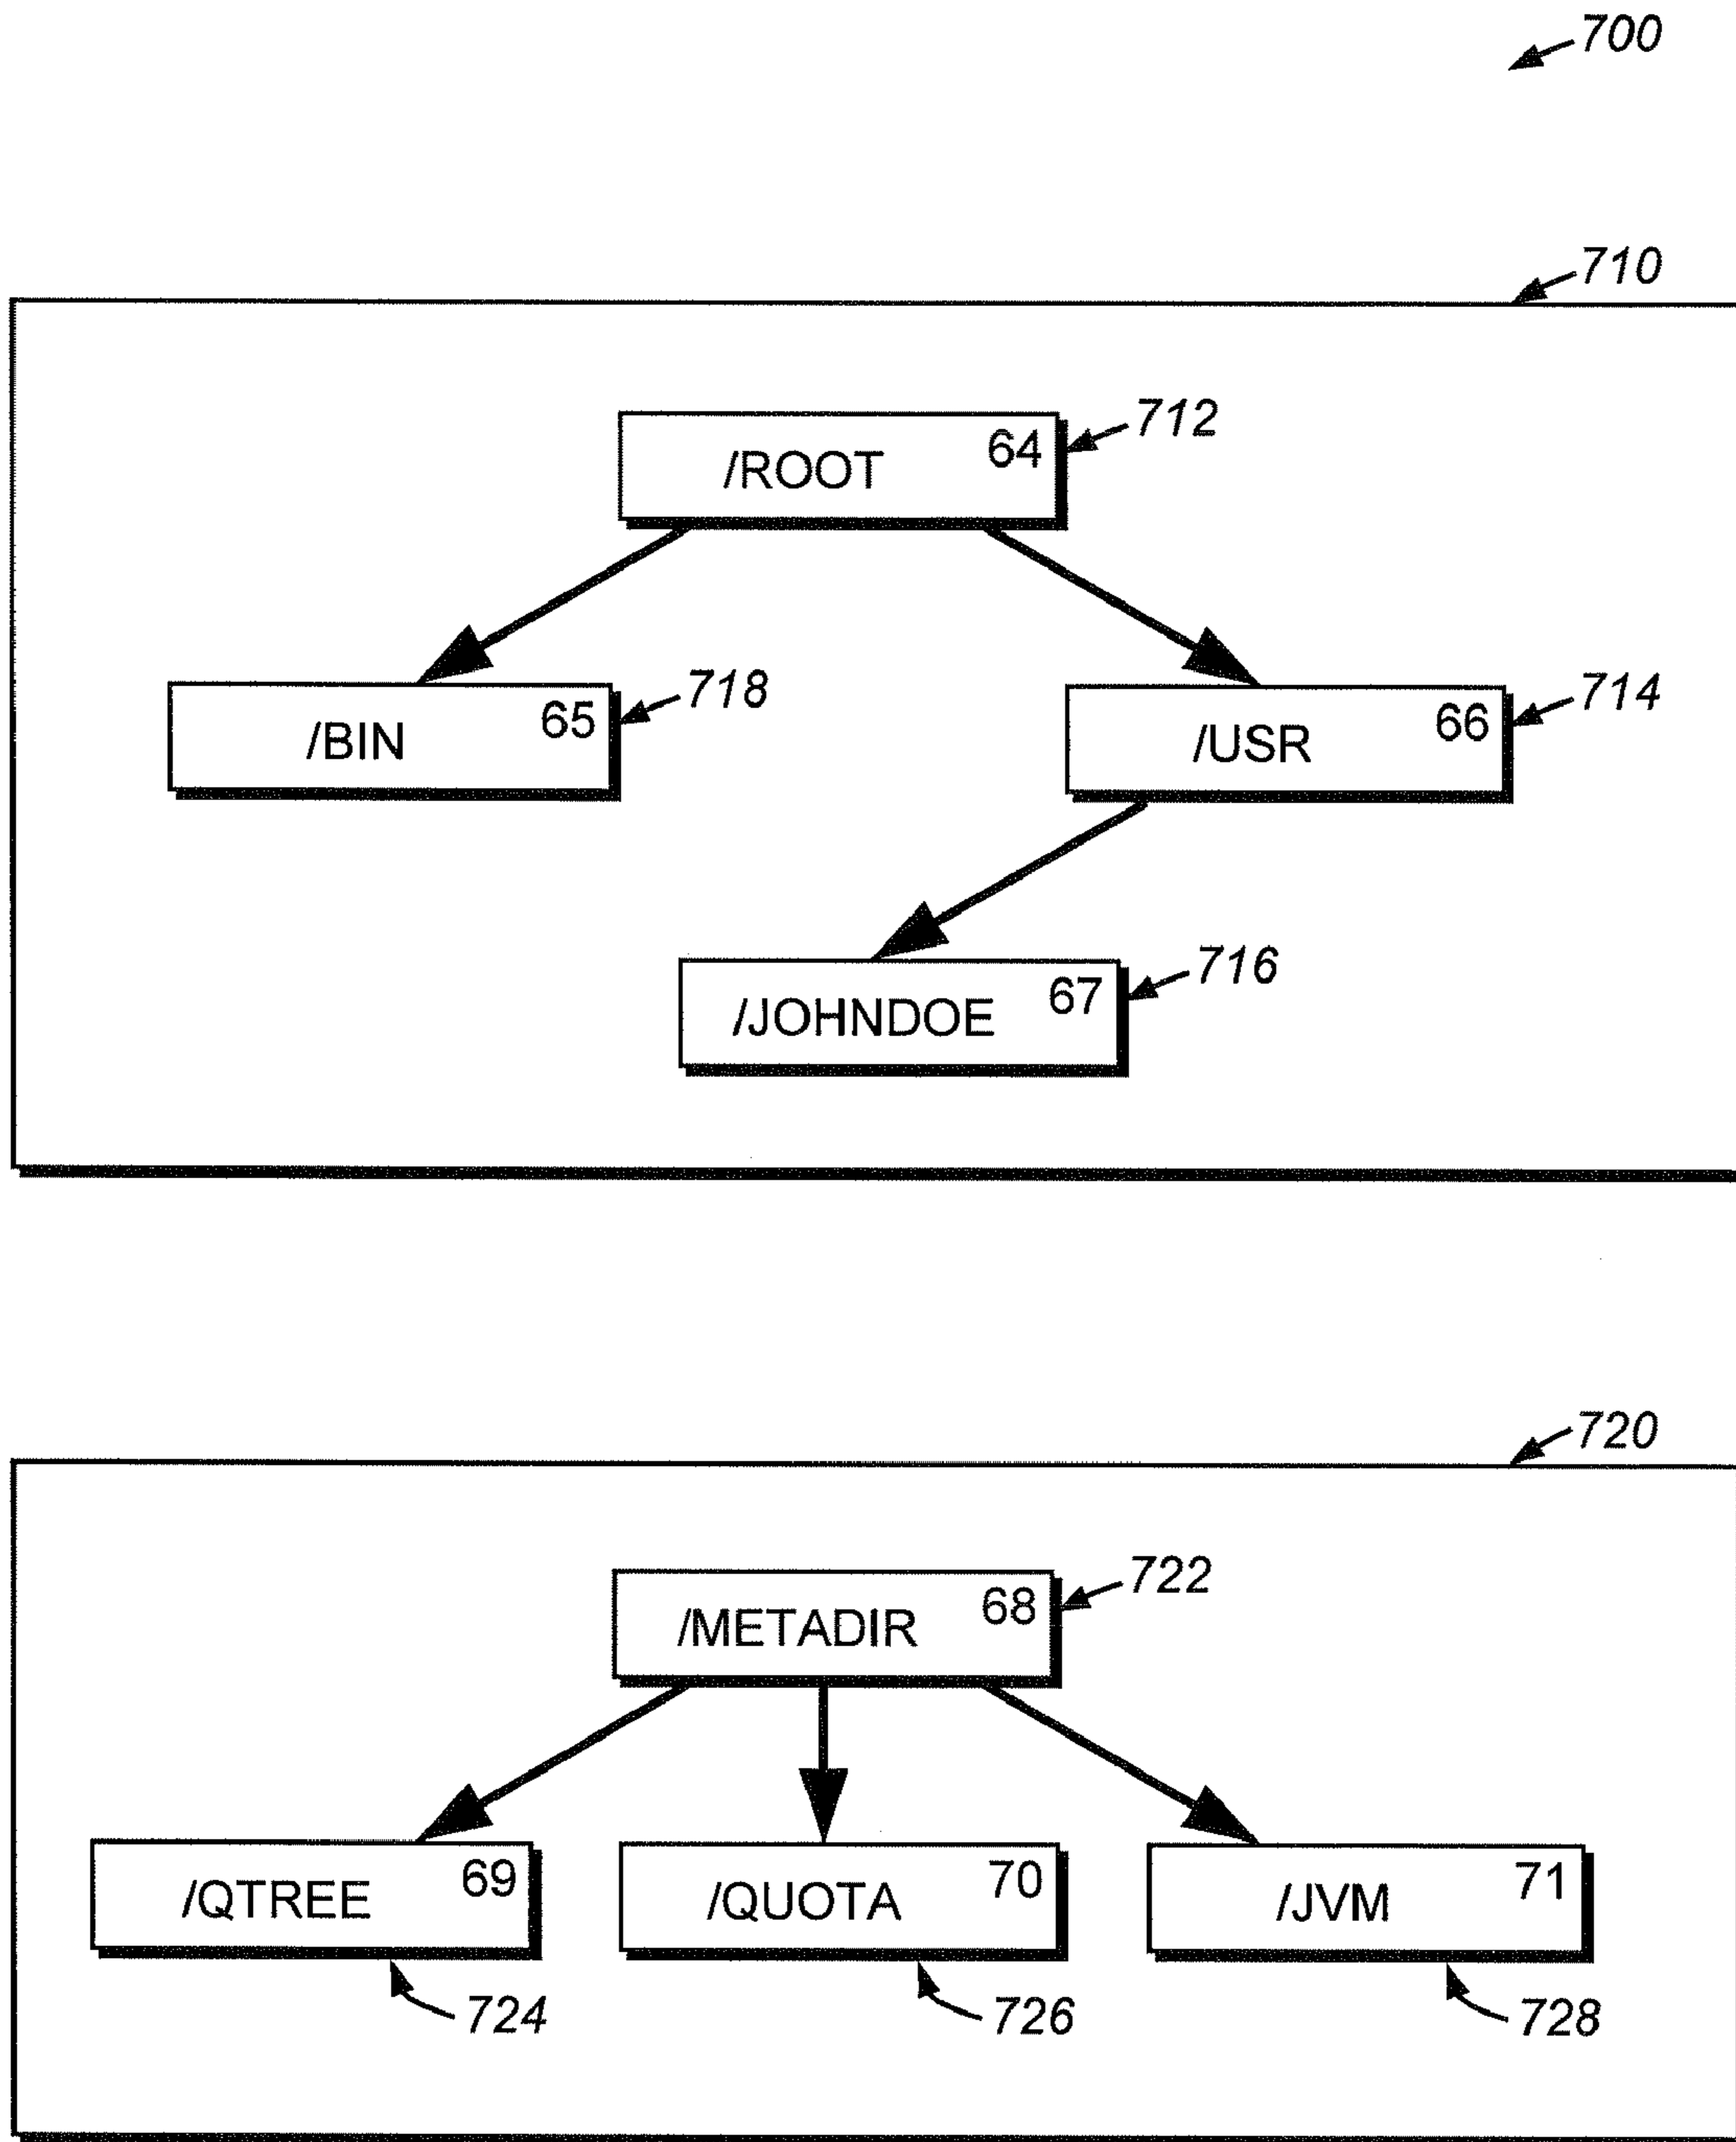 700
710
/ROOT 64 712
/BIN 65 718
/USR 66 714
/JOHNDOE 67 716
720
/METADIR 68 722
/QTREE 69
/QUOTA 70
/JVM 71
724 726 728